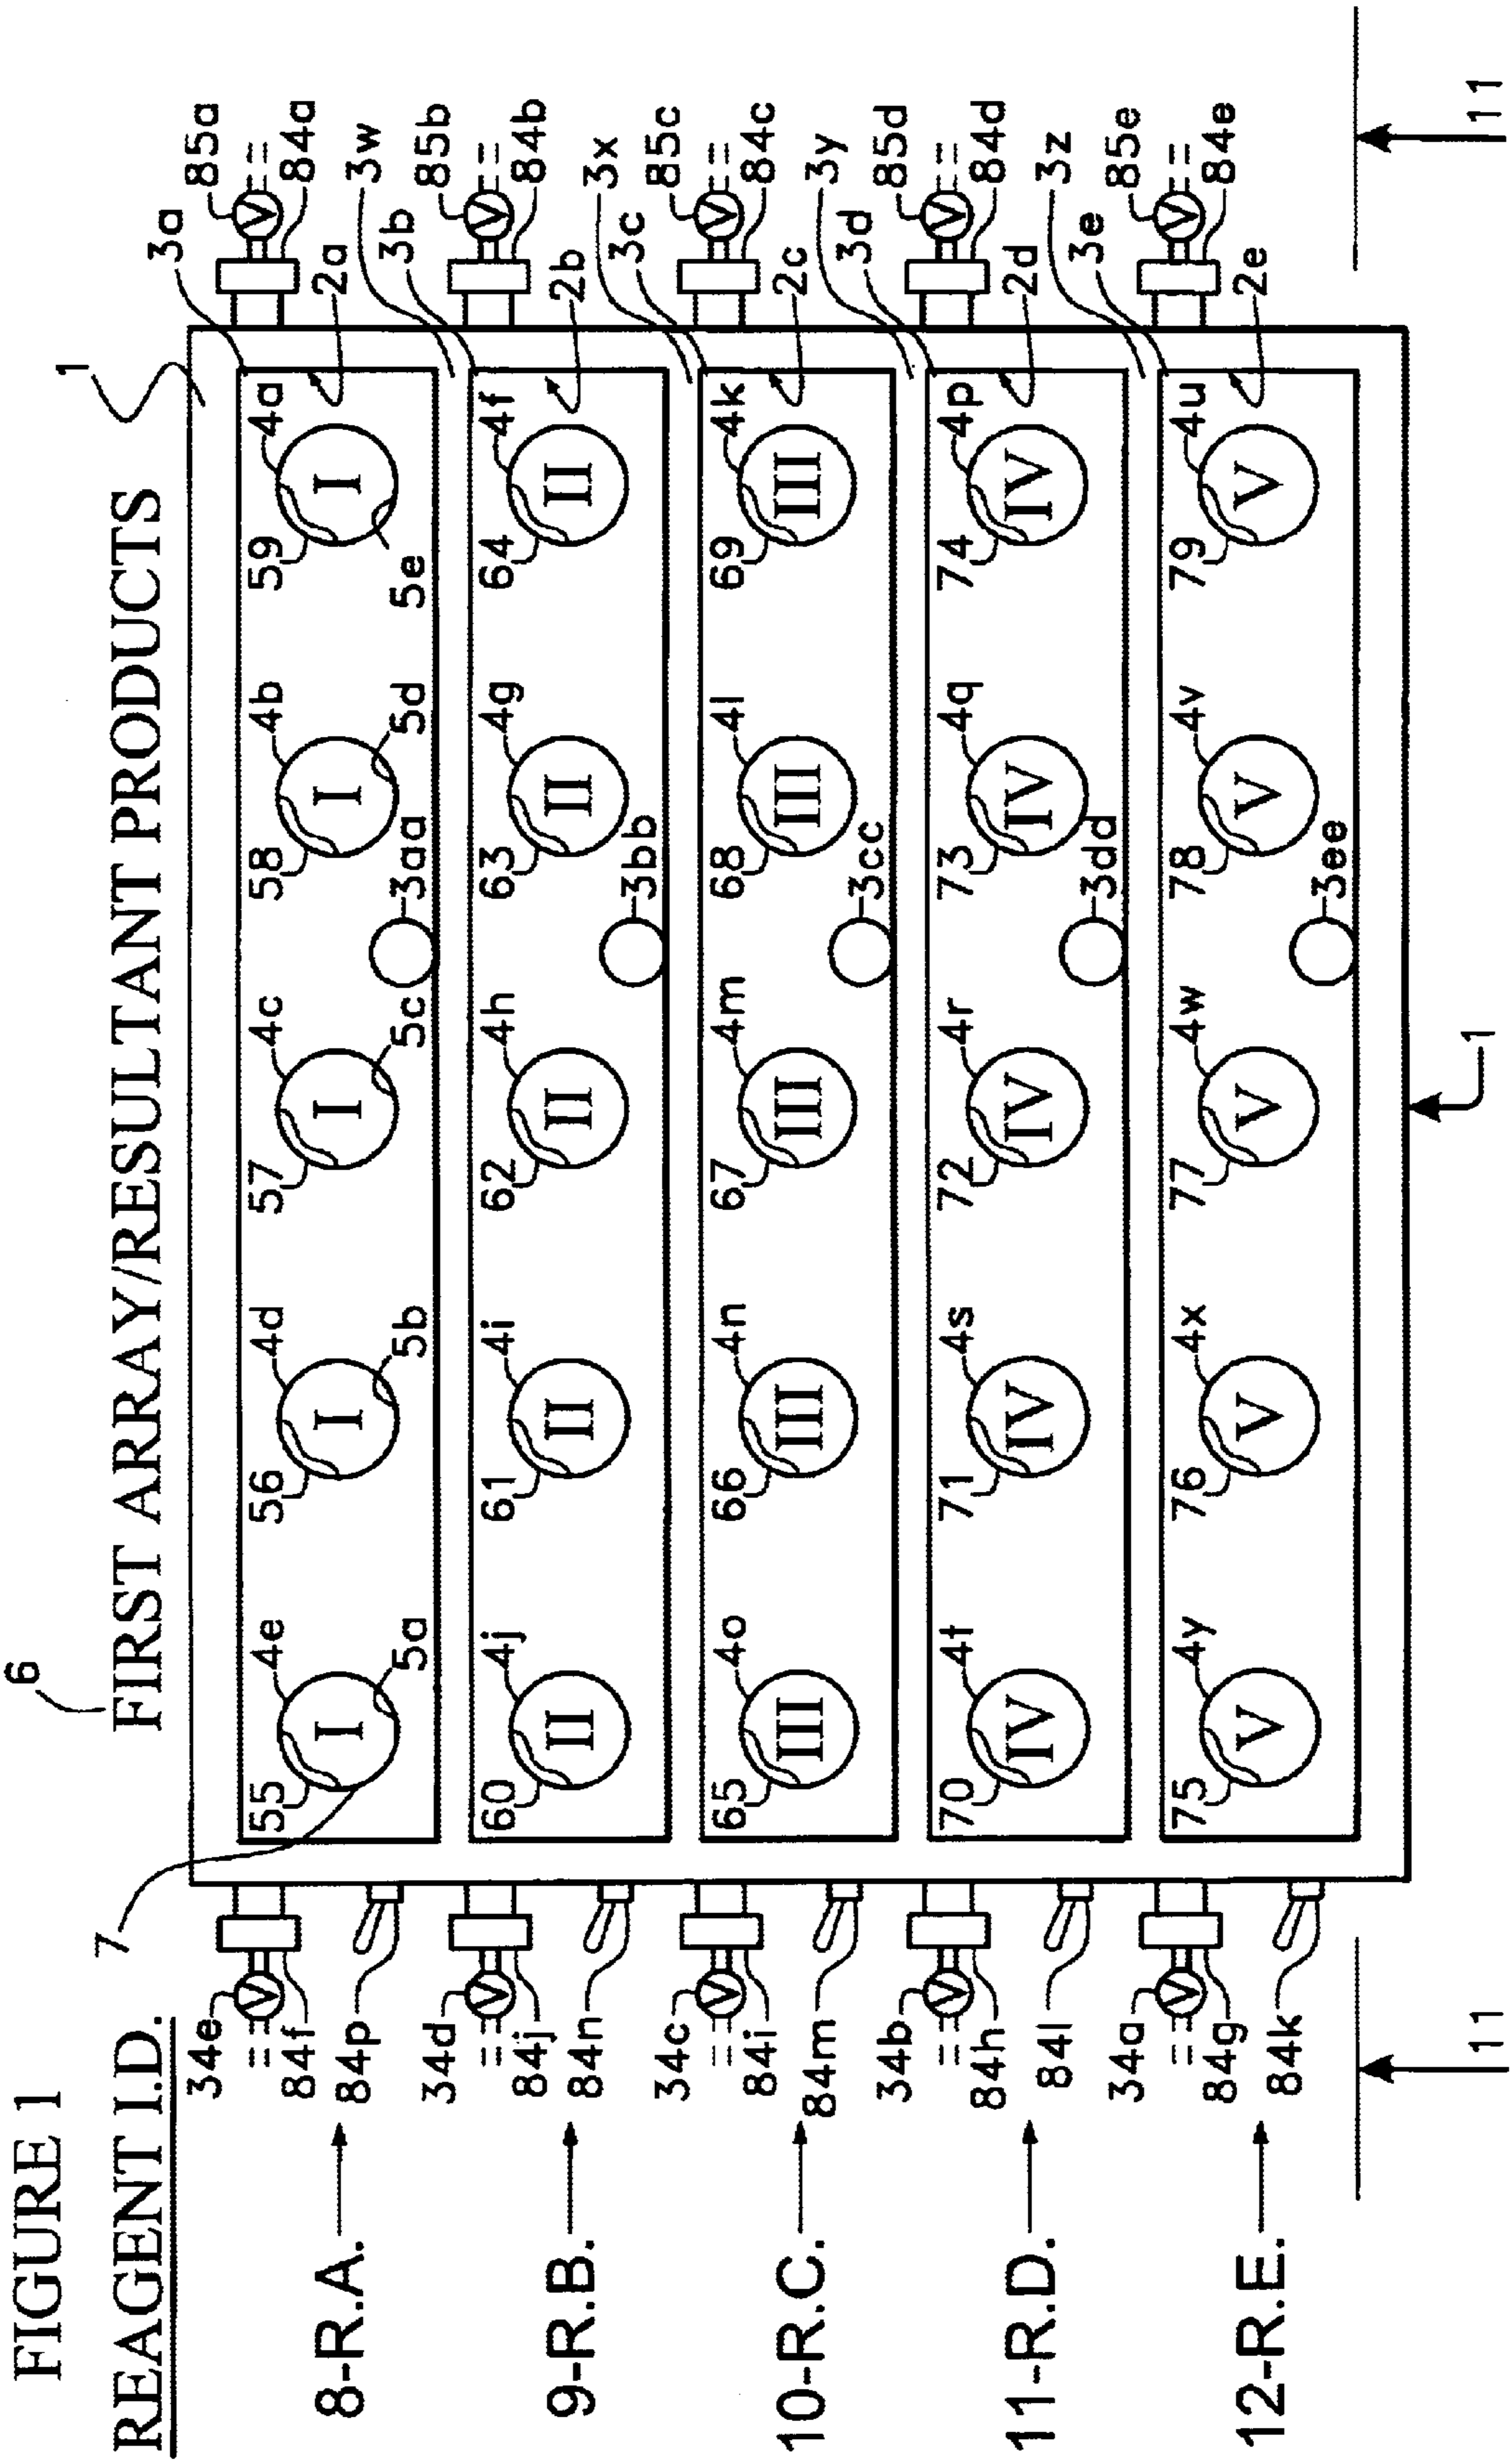 FIGURE 1
6
REAGENT I.D.
FIRST ARRAY/RESULTANT PRODUCTS
7
1
3a
85a
84a
34e
84f
84p
8-R.A.
55 4e 56 4d 57 4c 58 4b 59 4a
I I I I I
5a 5b 5c 3aa 5d 5e
2a
3w
3b
85b
84b
34d
84j
84n
9-R.B.
60 4j 61 4i 62 4h 63 4g 64 4f
II II II II II
3bb
2b
3x
3c
85c
84c
34c
84i
84m
10-R.C.
65 4o 66 4n 67 4m 68 4l 69 4k
III III III III III
3cc
2c
3y
3d
85d
84d
34b
84h
84l
11-R.D.
70 4t 71 4s 72 4r 73 4q 74 4p
IV IV IV IV IV
3dd
2d
3z
3e
85e
84e
34a
84g
84k
12-R.E.
75 4y 76 4x 77 4w 78 4v 79 4u
V V V V V
3ee
2e
V V V V V
V V V V V
11 1 11